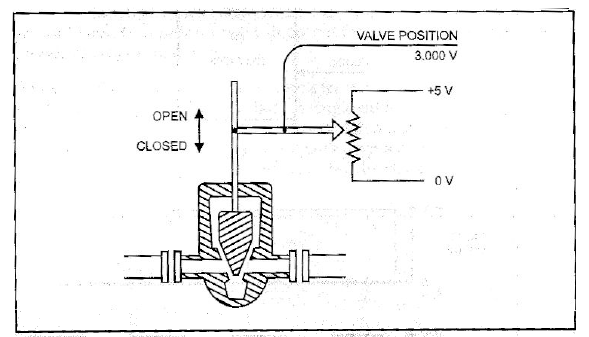 VALVE POSITION
3.000 V
+5 V
OPEN
CLOSED
0 V